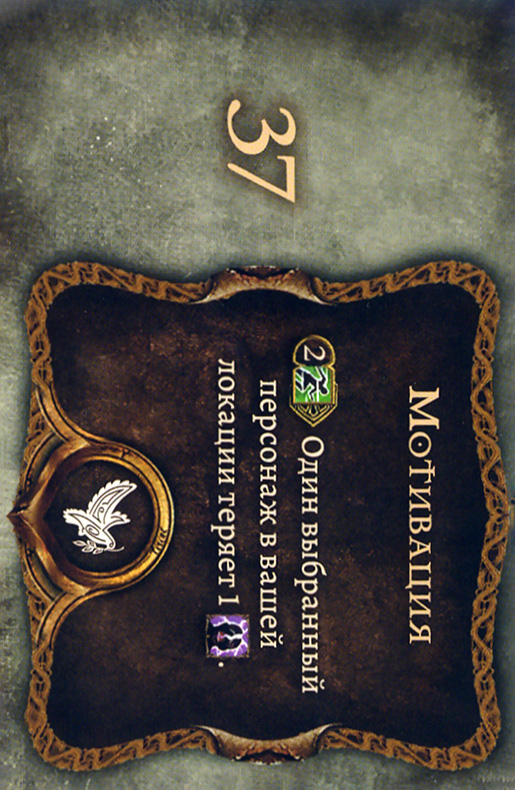 37
Мотивация
2 Один выбранный
персонаж в вашей
локации теряет 1 .